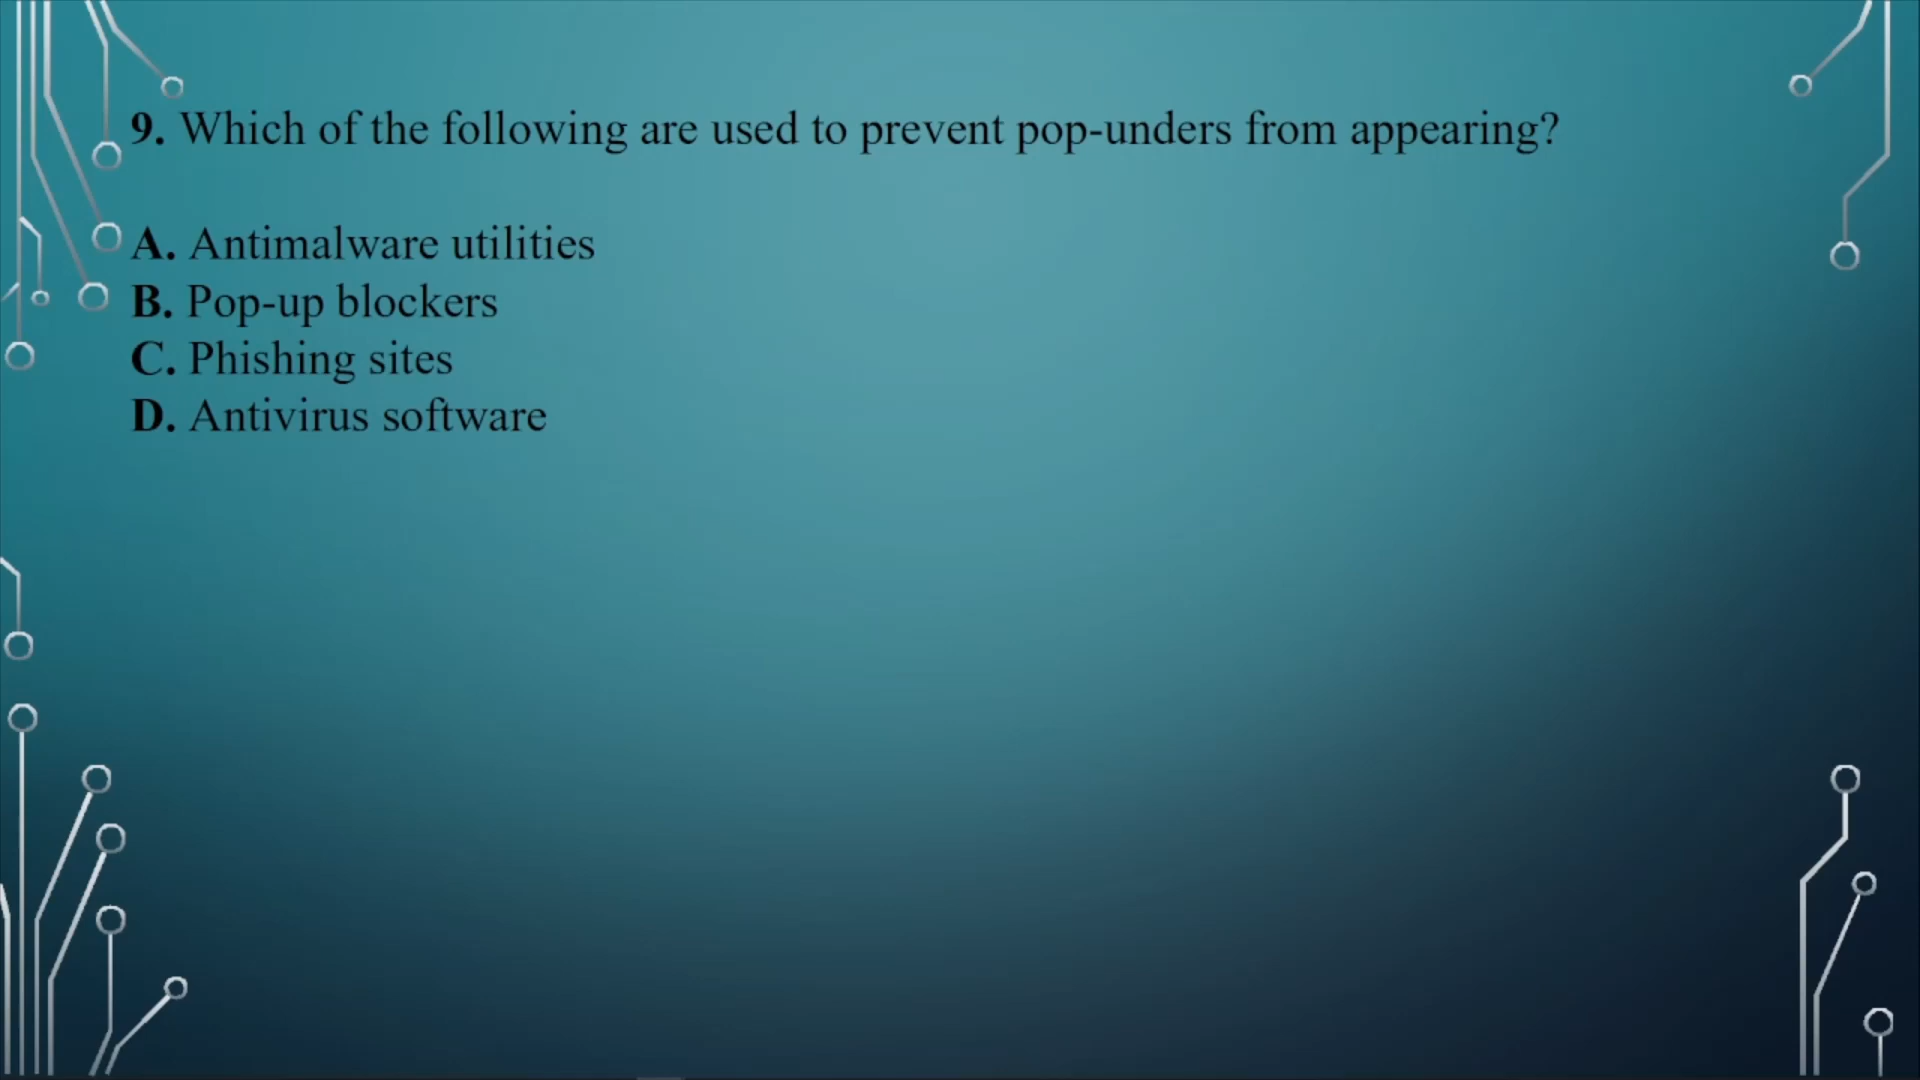 9. Which of the following are used to prevent pop-unders from appearing?
A. Antimalware utilities
B. Pop-up blockers
C. Phishing sites
D. Antivirus software